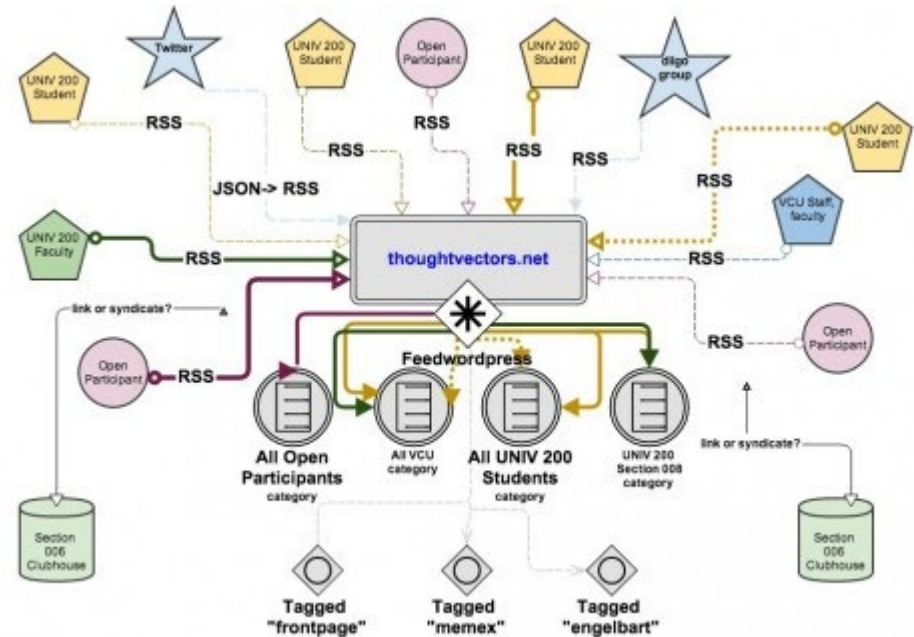 Twitter
UNIV 200
Student
Open
Participant
UNIV 200
Student
diigo
group
UNIV 200
Student
UNIV 200
Student
RSS
RSS
RSS
RSS
RSS
RSS
JSON-> RSS
VCU Staff,
faculty
UNIV 200
Faculty
RSS
thoughtvectors.net
RSS
link or syndicate?
Open
Participant
RSS
Feedwordpress
RSS
Open
Participant
All Open
Participants
category
All VCU
category
All UNIV 200
Students
category
UNIV 200
Section 008
category
link or syndicate?
Section
006
Clubhouse
Section
006
Clubhouse
Tagged
"frontpage"
Tagged
"memex"
Tagged
"engelbart"